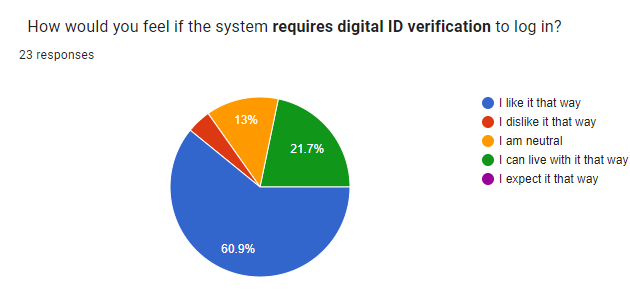 How would you feel if the system requires digital ID verification to log in?
23 responses
I like it that way
I dislike it that way
I am neutral
I can live with it that way
I expect it that way
13%
21.7%
60.9%